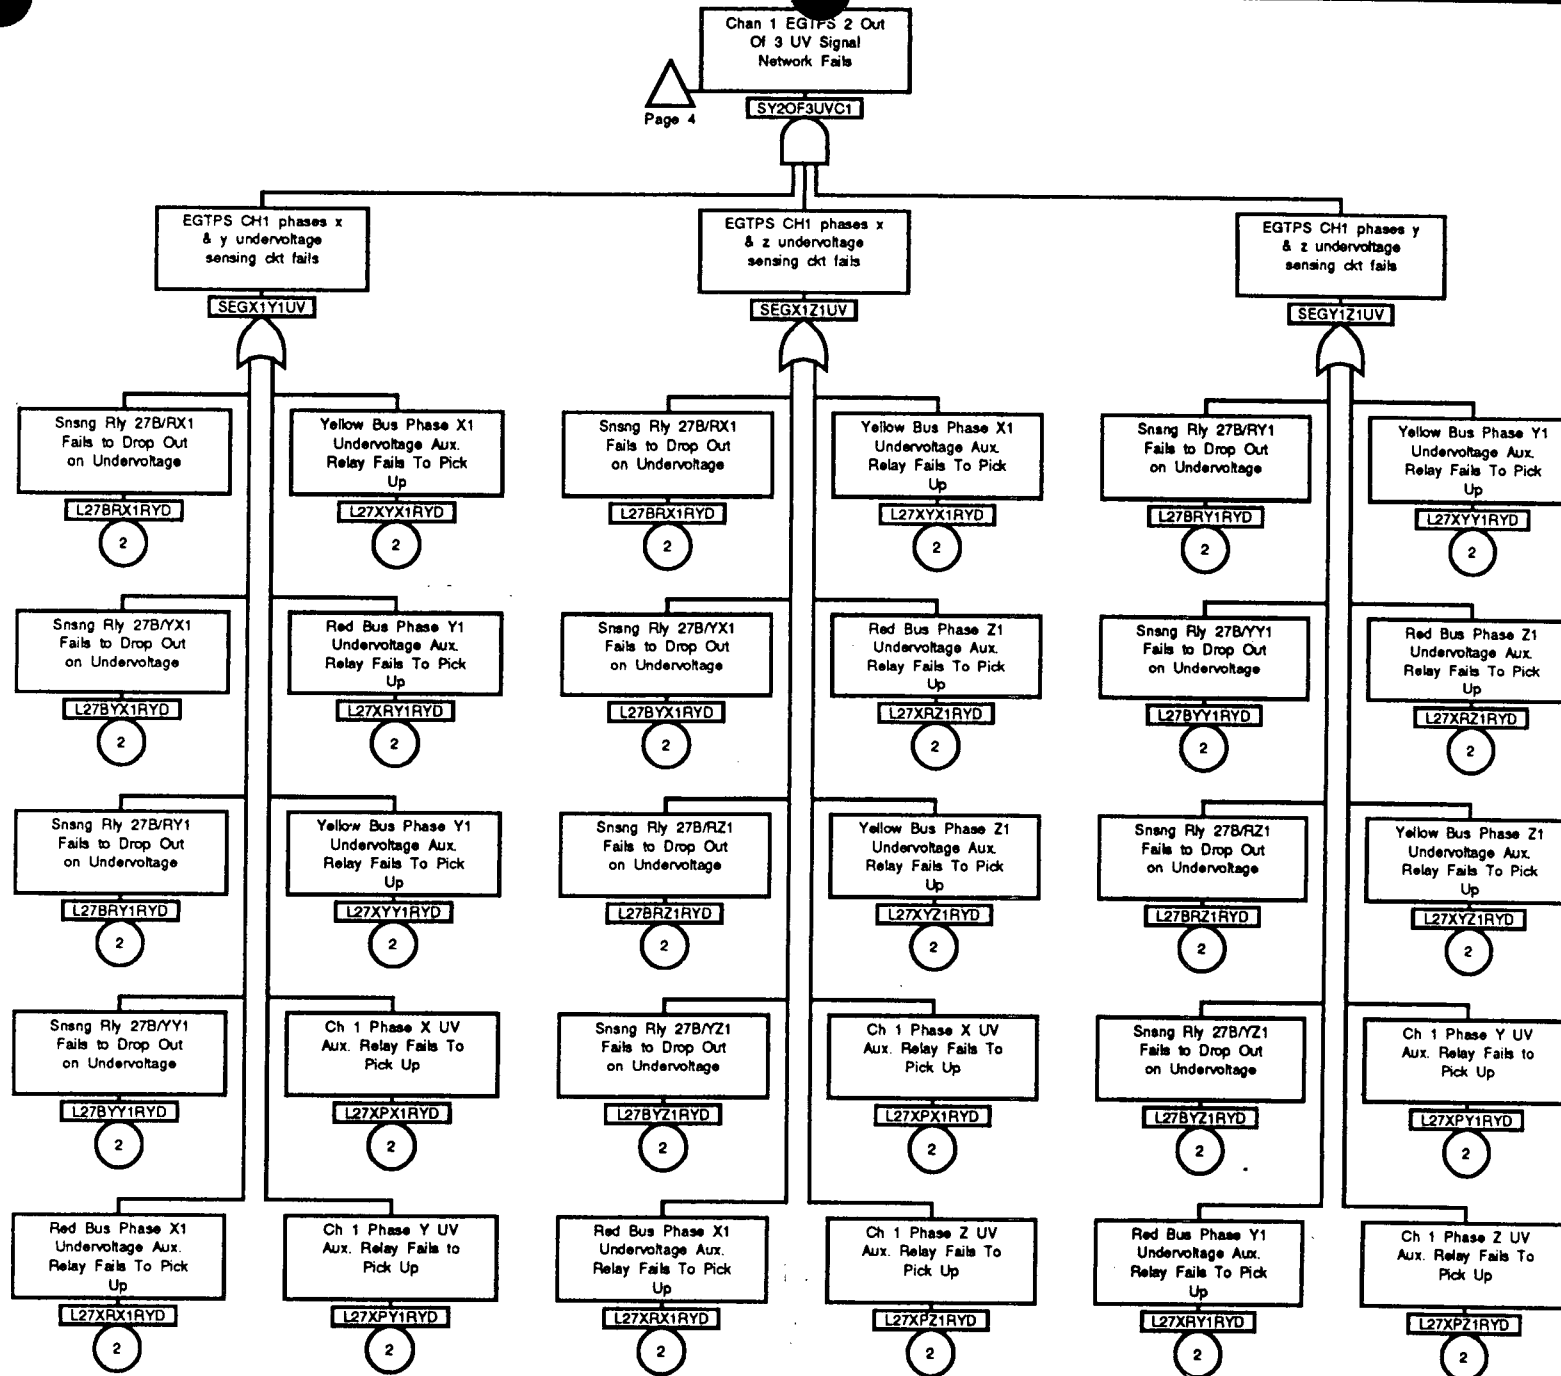 Chan 1 EGTPS 2 Out
Of 3 UV Signal
Network Fails
Page 4
SY2OF3UVC1
EGTPS CH1 phases x
& y undervoltage
sensing ckt fails
SEGX1Y1UV
EGTPS CH1 phases x
& z undervoltage
sensing ckt fails
SEGX1Z1UV
EGTPS CH1 phases y
& z undervoltage
sensing ckt fails
SEGY1Z1UV
Snsng Rly 27B/RX1
Fails to Drop Out
on Undervoltage
L27BRX1RYD
2
Yellow Bus Phase X1
Undervoltage Aux.
Relay Fails To Pick
Up
L27XYX1RYD
2
Snsng Rly 27B/RX1
Fails to Drop Out
on Undervoltage
L27BRX1RYD
2
Yellow Bus Phase X1
Undervoltage Aux.
Relay Fails To Pick
Up
L27XYX1RYD
2
Snsng Rly 27B/RY1
Fails to Drop Out
on Undervoltage
L27BRY1RYD
2
Yellow Bus Phase Y1
Undervoltage Aux.
Relay Fails To Pick
Up
L27XYY1RYD
2
Snsng Rly 27B/YX1
Fails to Drop Out
on Undervoltage
L27BYX1RYD
2
Red Bus Phase Y1
Undervoltage Aux.
Relay Fails To Pick
Up
L27XRY1RYD
2
Snsng Rly 27B/YX1
Fails to Drop Out
on Undervoltage
L27BYX1RYD
2
Red Bus Phase Z1
Undervoltage Aux.
Relay Fails To Pick
Up
L27XRZ1RYD
2
Snsng Rly 27B/YY1
Fails to Drop Out
on Undervoltage
L27BYY1RYD
2
Red Bus Phase Z1
Undervoltage Aux.
Relay Fails To Pick
Up
L27XRZ1RYD
2
Snsng Rly 27B/RY1
Fails to Drop Out
on Undervoltage
L27BRY1RYD
2
Yellow Bus Phase Y1
Undervoltage Aux.
Relay Fails To Pick
Up
L27XYY1RYD
2
Snsng Rly 27B/RZ1
Fails to Drop Out
on Undervoltage
L27BRZ1RYD
2
Yellow Bus Phase Z1
Undervoltage Aux.
Relay Fails To Pick
Up
L27XYZ1RYD
2
Snsng Rly 27B/RZ1
Fails to Drop Out
on Undervoltage
L27BRZ1RYD
2
Yellow Bus Phase Z1
Undervoltage Aux.
Relay Fails To Pick
Up
L27XYZ1RYD
2
Snsng Rly 27B/YY1
Fails to Drop Out
on Undervoltage
L27BYY1RYD
2
Ch 1 Phase X UV
Aux. Relay Fails To
Pick Up
L27XPX1RYD
2
Snsng Rly 27B/YZ1
Fails to Drop Out
on Undervoltage
L27BYZ1RYD
2
Ch 1 Phase X UV
Aux. Relay Fails To
Pick Up
L27XPX1RYD
2
Snsng Rly 27B/YZ1
Fails to Drop Out
on Undervoltage
L27BYZ1RYD
2
Ch 1 Phase Y UV
Aux. Relay Fails to
Pick Up
L27XPY1RYD
2
Red Bus Phase X1
Undervoltage Aux.
Relay Fails To Pick
Up
L27XRX1RYD
2
Ch 1 Phase Y UV
Aux. Relay Fails to
Pick Up
L27XPY1RYD
2
Red Bus Phase X1
Undervoltage Aux.
Relay Fails To Pick
Up
L27XRX1RYD
2
Ch 1 Phase Z UV
Aux. Relay Fails To
Pick Up
L27XPZ1RYD
2
Red Bus Phase Y1
Undervoltage Aux.
Relay Fails To Pick
Up
L27XRY1RYD
2
Ch 1 Phase Z UV
Aux. Relay Fails To
Pick Up
L27XPZ1RYD
2